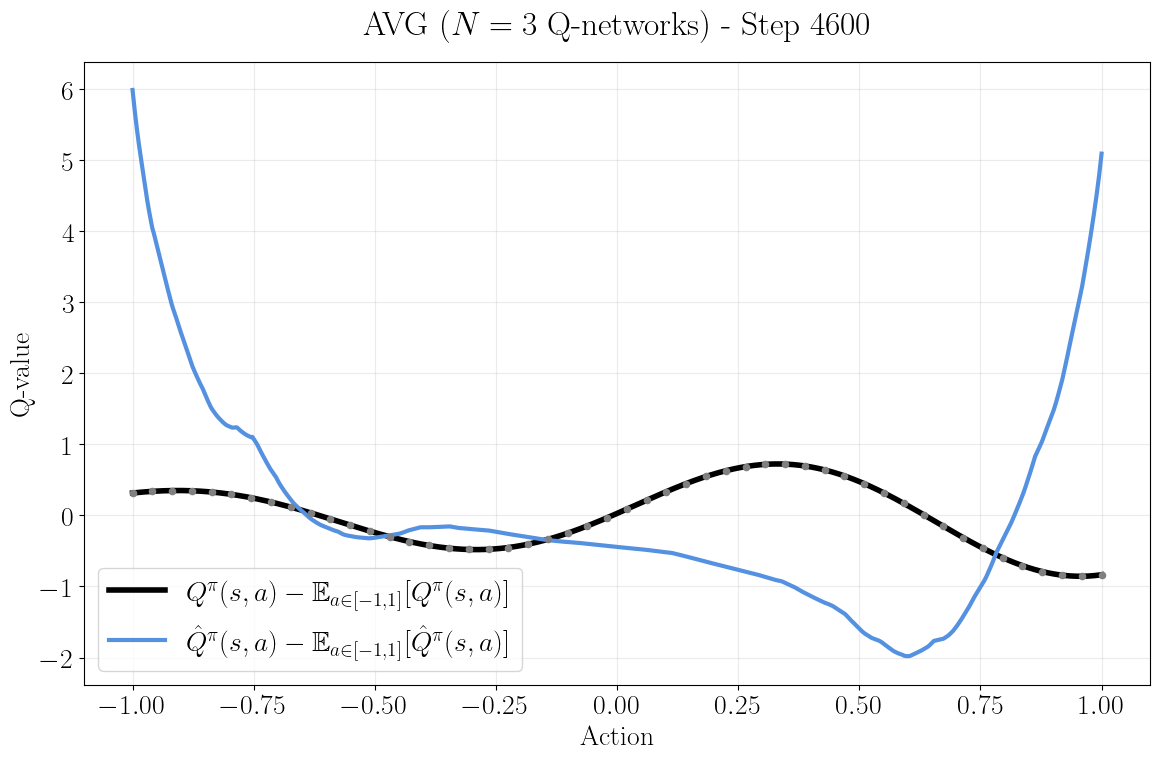 AVG (N = 3 Q-networks) - Step 4600
6
5
4
3
2
1
0
−1
−2
Q-value
Q^π(s, a) − 𝔼_{a∈[−1,1]}[Q^π(s, a)]
Q̂^π(s, a) − 𝔼_{a∈[−1,1]}[Q̂^π(s, a)]
−1.00 −0.75 −0.50 −0.25 0.00 0.25 0.50 0.75 1.00
Action